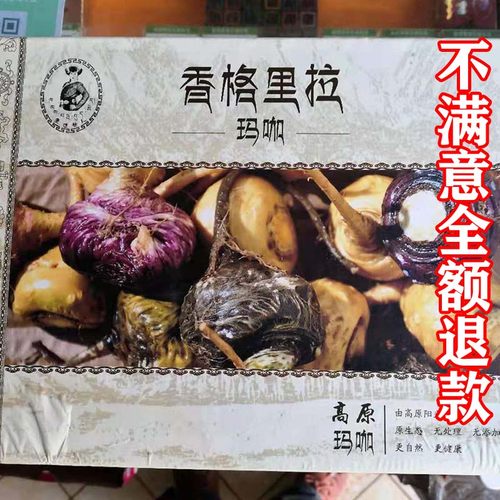 香格里拉
玛咖
不满意全额退款
高原
玛咖
由高原阳
原生态 无处理 无添加
更自然 更健康